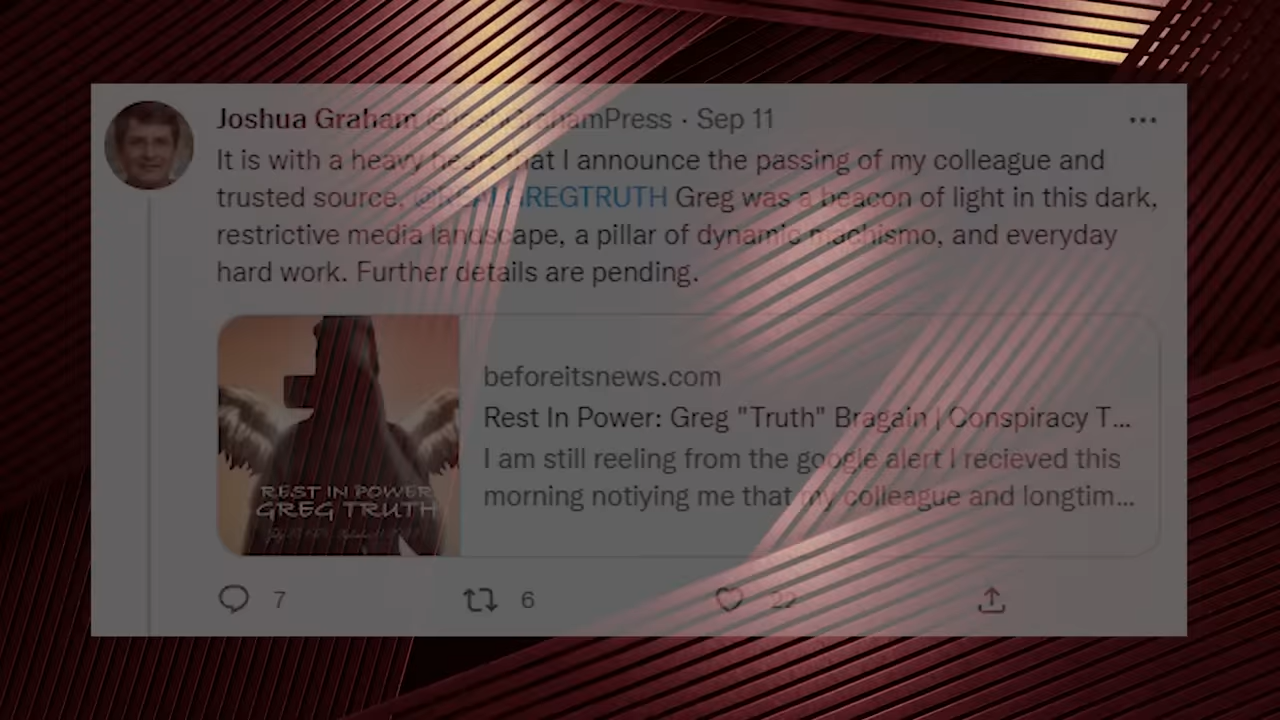 Joshua Graham @JoshGrahamPress · Sep 11
It is with a heavy heart that I announce the passing of my colleague and
trusted source, @REALGREGTRUTH Greg was a beacon of light in this dark,
restrictive media landscape, a pillar of dynamic machismo, and everyday
hard work. Further details are pending.
REST IN POWER
GREG TRUTH
beforeitsnews.com
Rest In Power: Greg "Truth" Bragain | Conspiracy T...
I am still reeling from the google alert I recieved this
morning notiying me that my colleague and longtim...
7 6 22